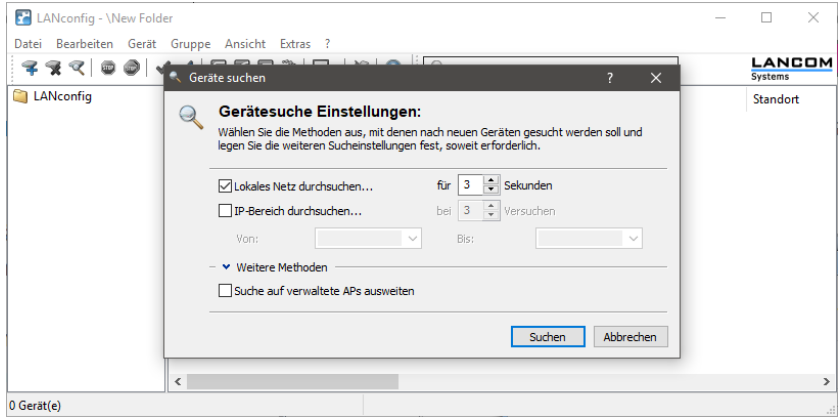 LANconfig - \New Folder
Datei Bearbeiten Gerät Gruppe Ansicht Extras ?
LANCOM
Systems
LANconfig
Standort
Geräte suchen ?
Gerätesuche Einstellungen:
Wählen Sie die Methoden aus, mit denen nach neuen Geräten gesucht werden soll und
legen Sie die weiteren Sucheinstellungen fest, soweit erforderlich.
Lokales Netz durchsuchen... für 3 Sekunden
IP-Bereich durchsuchen... bei 3 Versuchen
Von: Bis:
Weitere Methoden
Suche auf verwaltete APs ausweiten
Suchen Abbrechen
0 Gerät(e)